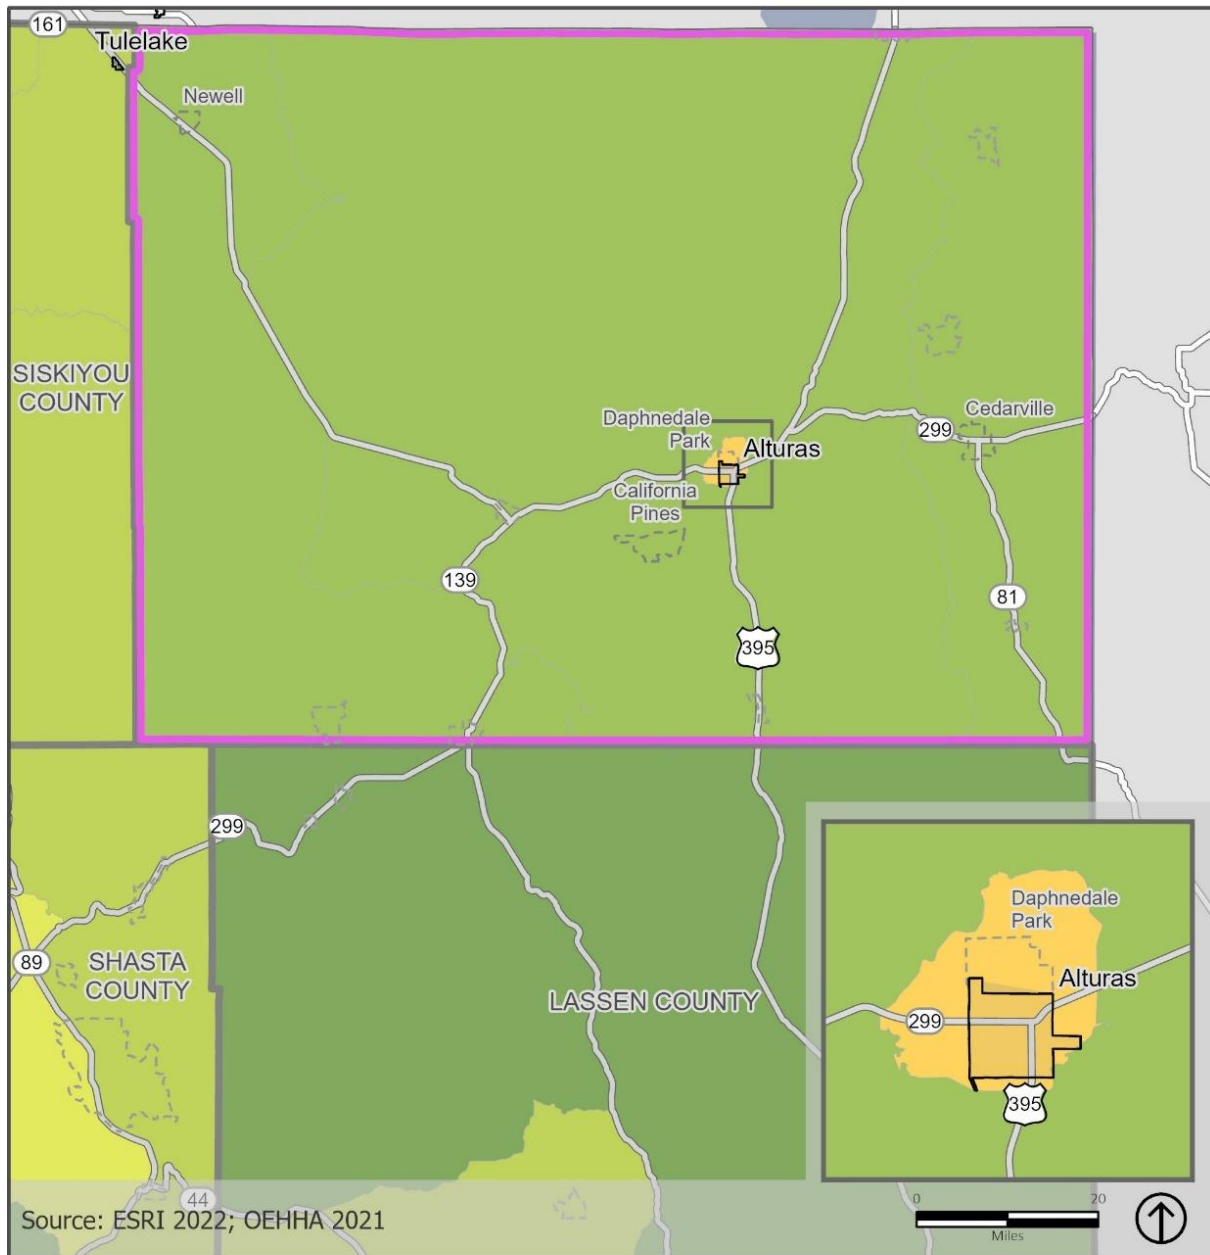 161
Tulelake
Newell
SISKIYOU
COUNTY
Daphnedale
Park
Alturas
California
Pines
299
Cedarville
139
395
81
299
89
SHASTA
COUNTY
LASSEN COUNTY
44
Daphnedale
Park
Alturas
299
395
Source: ESRI 2022; OEHHA 2021
0 20
Miles